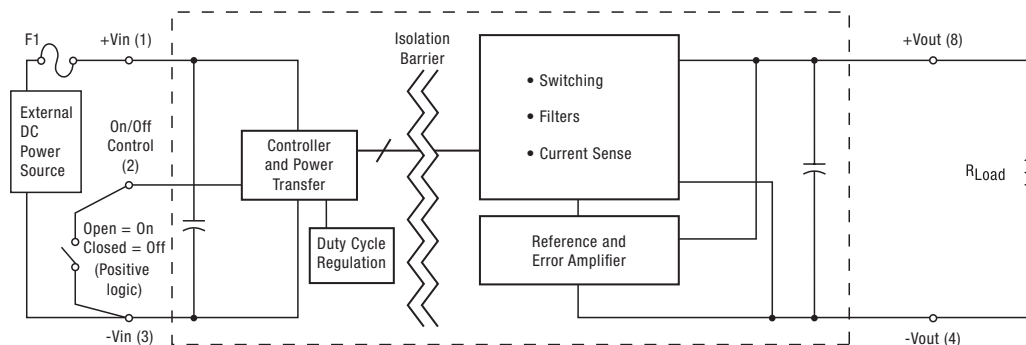 F1
+Vin (1)
External
DC
Power
Source
On/Off
Control
(2)
Open = On
Closed = Off
(Positive
logic)
-Vin (3)
Controller
and Power
Transfer
Duty Cycle
Regulation
Isolation
Barrier
• Switching
• Filters
• Current Sense
Reference and
Error Amplifier
+Vout (8)
RLoad
-Vout (4)